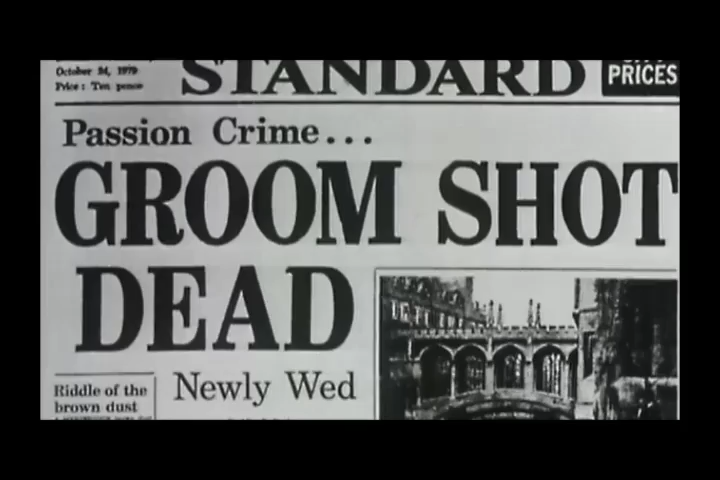 October 24, 1979
Price: Ten pence
STANDARD
PRICES
Passion Crime...
GROOM SHOT
DEAD
Riddle of the
brown dust
Newly Wed